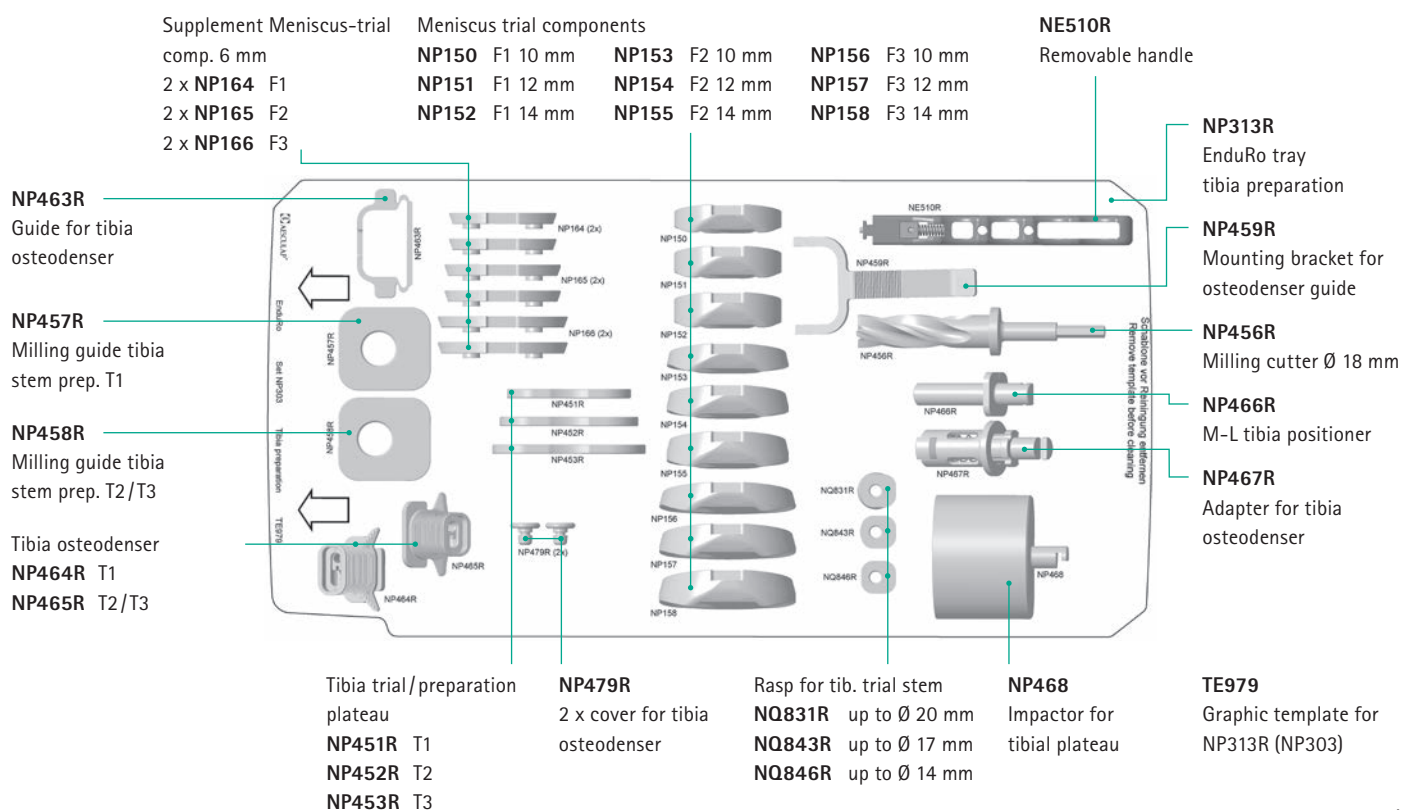 Supplement Meniscus-trial
comp. 6 mm
2 x NP164 F1
2 x NP165 F2
2 x NP166 F3
Meniscus trial components
NP150 F1 10 mm NP153 F2 10 mm NP156 F3 10 mm
NP151 F1 12 mm NP154 F2 12 mm NP157 F3 12 mm
NP152 F1 14 mm NP155 F2 14 mm NP158 F3 14 mm
NE510R
Removable handle
NP313R
EnduRo tray
tibia preparation
NP459R
Mounting bracket for
osteodenser guide
NP456R
Milling cutter Ø 18 mm
NP466R
M-L tibia positioner
NP467R
Adapter for tibia
osteodenser
NP463R
Guide for tibia
osteodenser
NP457R
Milling guide tibia
stem prep. T1
NP458R
Milling guide tibia
stem prep. T2/T3
Tibia osteodenser
NP464R T1
NP465R T2/T3
AESCULAP®
EnduRo Set NP303 Tibia preparation TE979
NP463R
NP457R
NP458R
NP464R
NP465R
NP164 (2x)
NP165 (2x)
NP166 (2x)
NP451R
NP452R
NP453R
NP479R (2x)
NP150
NP151
NP152
NP153
NP154
NP155
NP156
NP157
NP158
NE510R
NP459R
NP456R
NP466R
NP467R
NQ831R
NQ843R
NQ846R
NP468
Schablone vor Reinigung entfernen
Remove template before cleaning
Tibia trial/preparation
plateau
NP451R T1
NP452R T2
NP453R T3
NP479R
2 x cover for tibia
osteodenser
Rasp for tib. trial stem
NQ831R up to Ø 20 mm
NQ843R up to Ø 17 mm
NQ846R up to Ø 14 mm
NP468
Impactor for
tibial plateau
TE979
Graphic template for
NP313R (NP303)